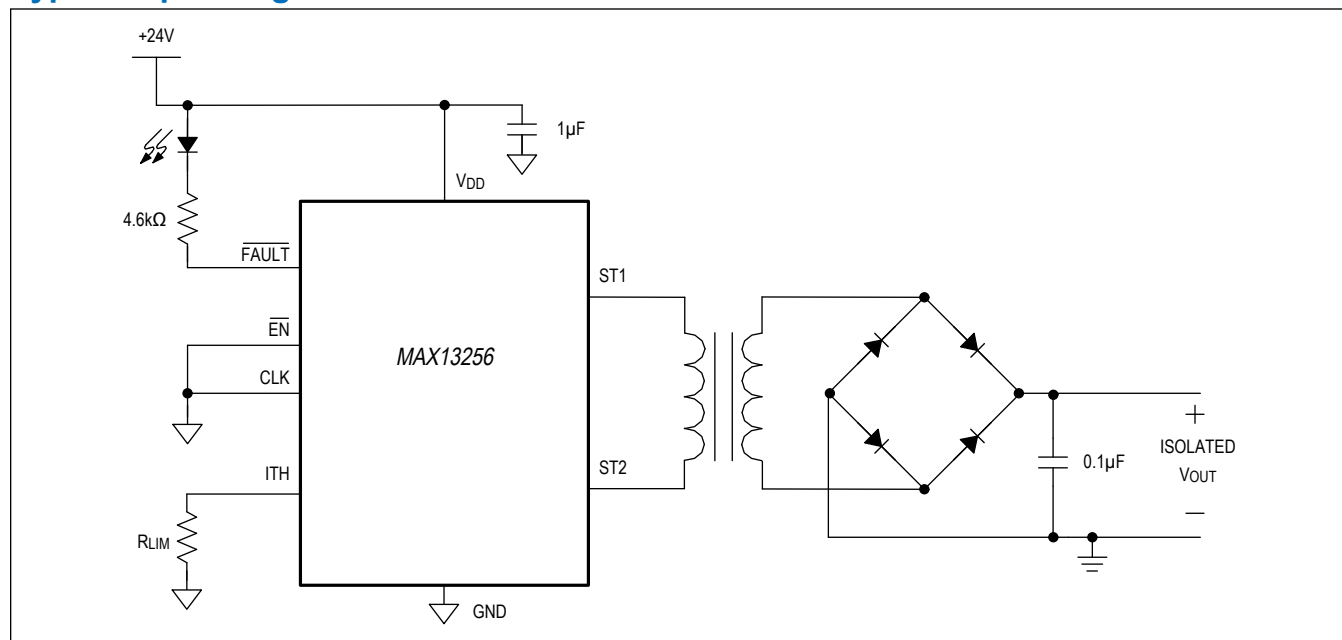 +24V
1µF
VDD
4.6kΩ
FAULT
ST1
EN
MAX13256
CLK
+
ISOLATED
VOUT
0.1µF
ITH
ST2
−
RLIM
GND